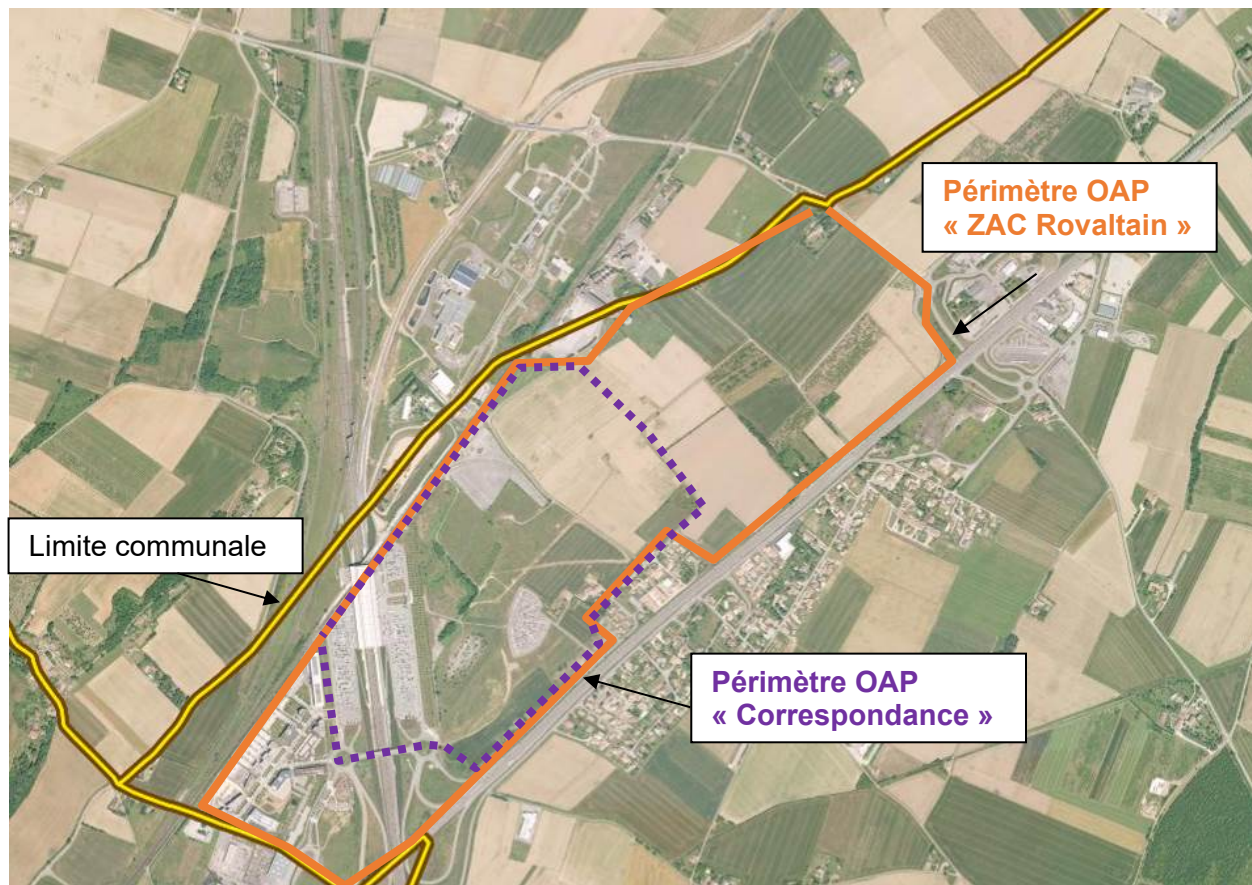 Périmètre OAP
« ZAC Rovaltain »
Limite communale
Périmètre OAP
« Correspondance »